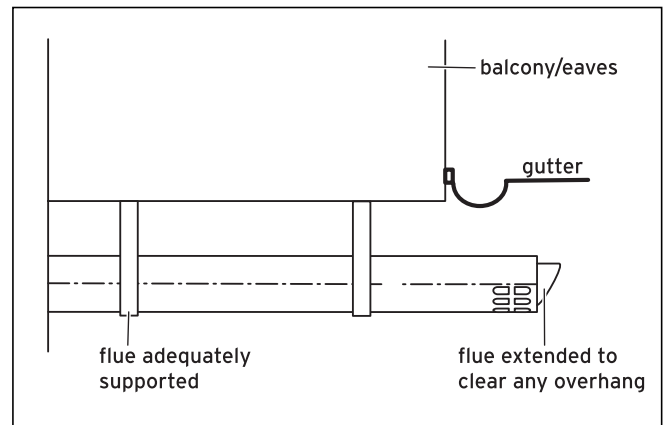 balcony/eaves
gutter
flue adequately
supported
flue extended to
clear any overhang